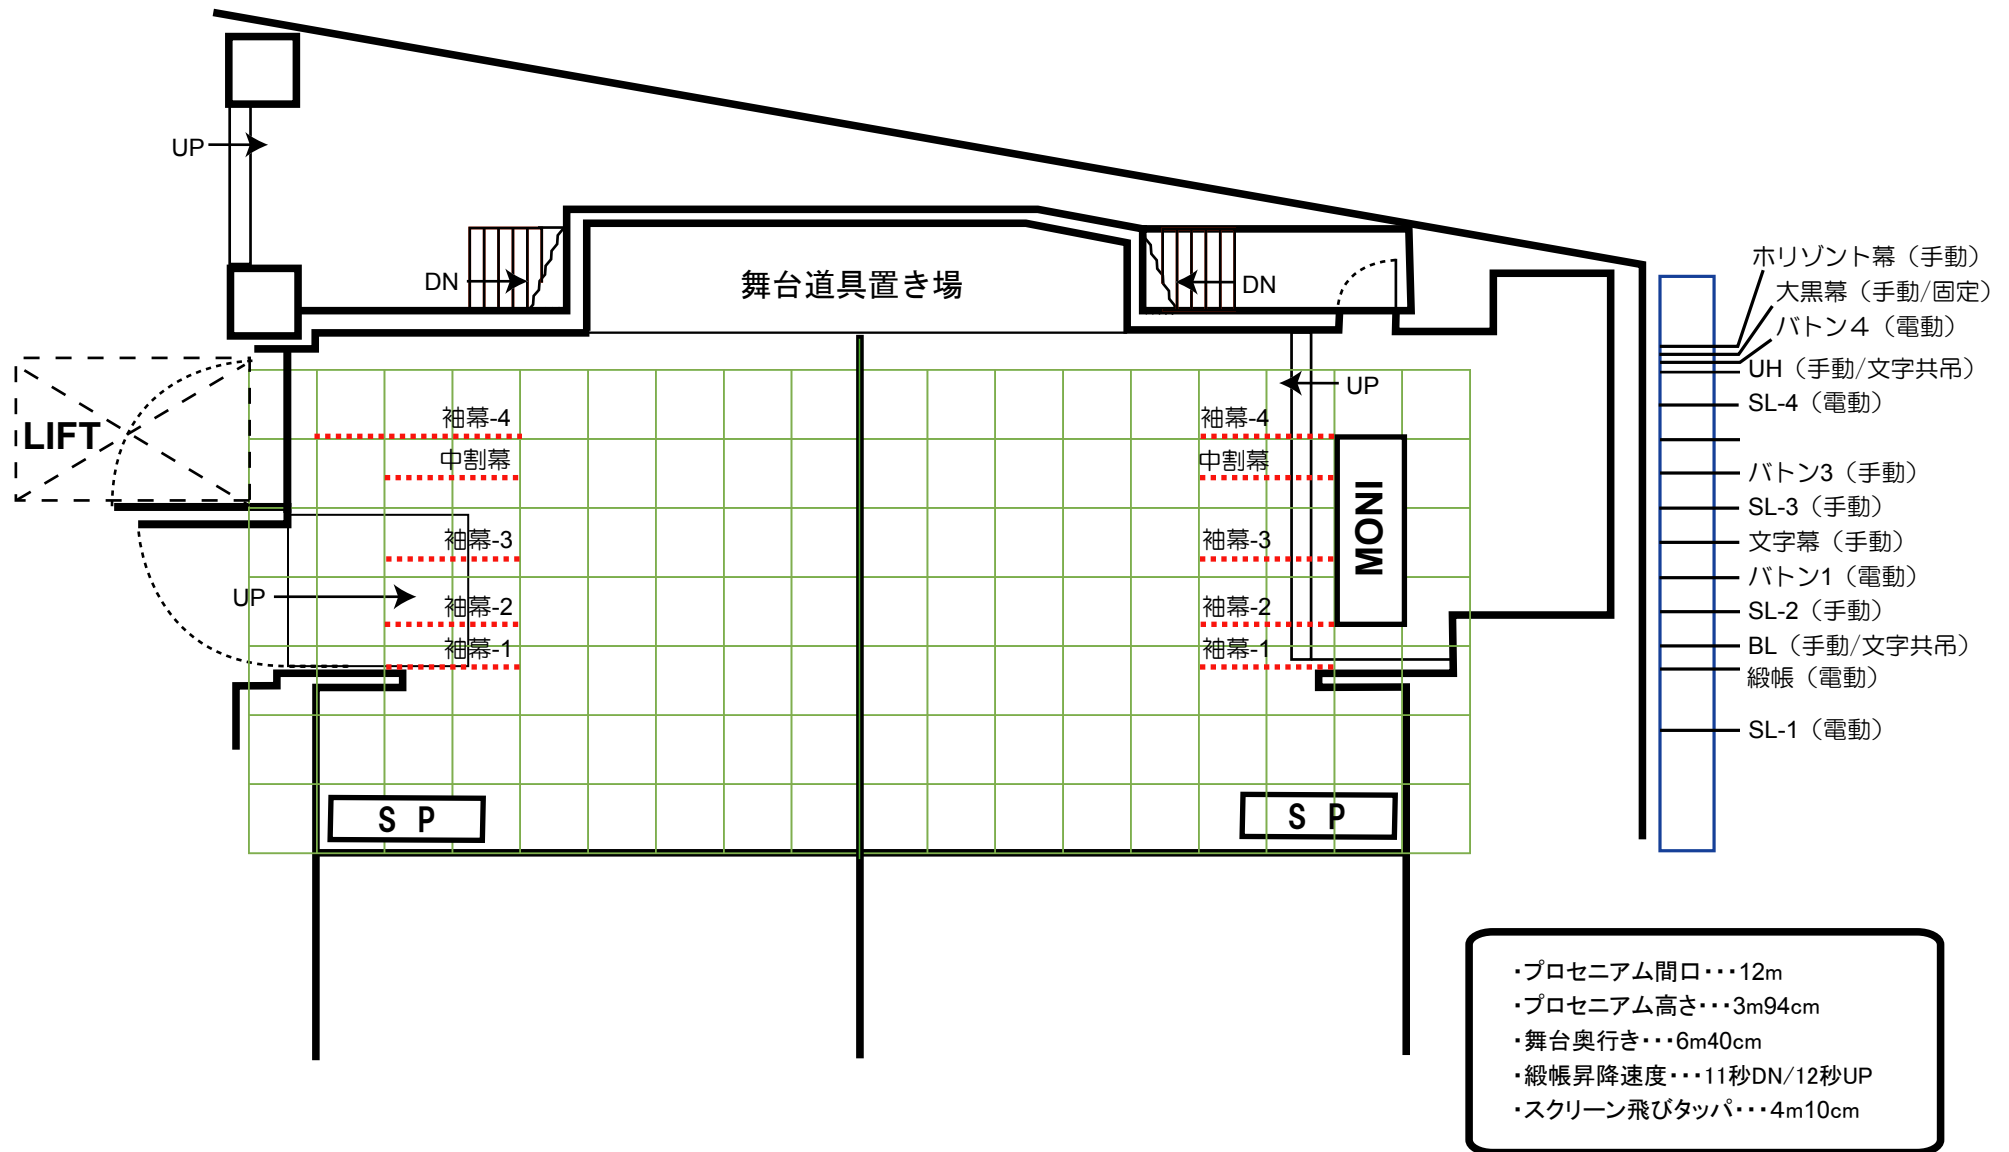 UP
DN
舞台道具置き場
DN
LIFT
UP
袖幕-4
袖幕-4
中割幕
中割幕
MONI
袖幕-3
袖幕-3
UP
袖幕-2
袖幕-2
袖幕-1
袖幕-1
S P
S P
ホリゾント幕（手動）
大黒幕（手動/固定）
バトン４（電動）
UH（手動/文字共吊）
SL-4（電動）
バトン3（手動）
SL-3（手動）
文字幕（手動）
バトン1（電動）
SL-2（手動）
BL（手動/文字共吊）
緞帳（電動）
SL-1（電動）
・プロセニアム間口・・・12m
・プロセニアム高さ・・・3m94cm
・舞台奥行き・・・6m40cm
・緞帳昇降速度・・・11秒DN/12秒UP
・スクリーン飛びタッパ・・・4m10cm